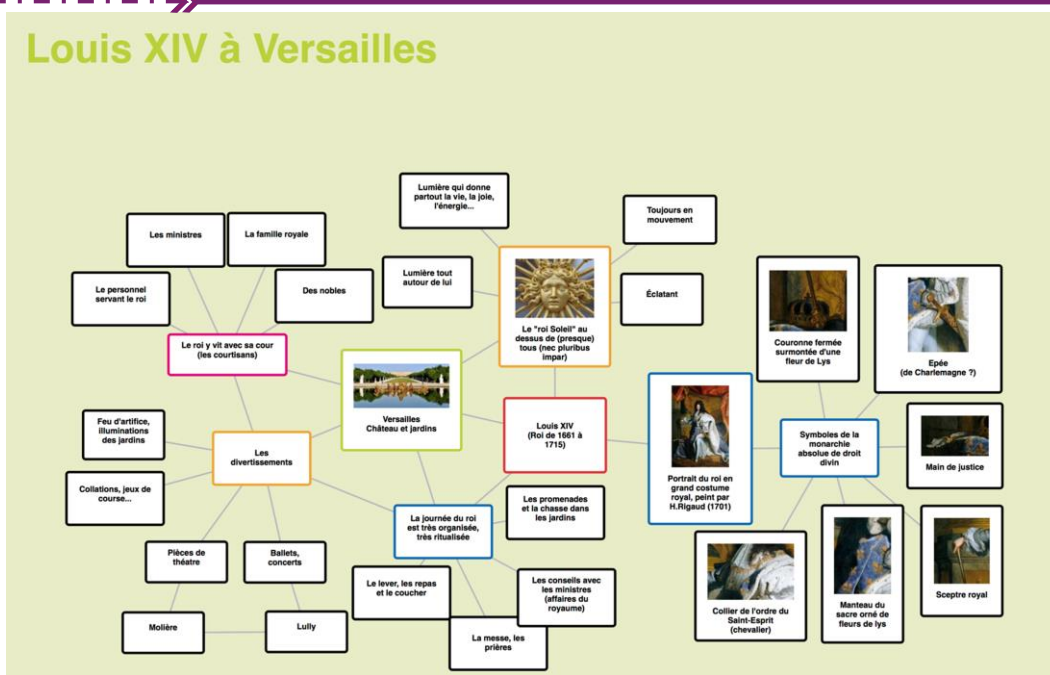 Louis XIV à Versailles
Lumière qui donne
partout la vie, la joie,
l'énergie...
Toujours en
mouvement
Les ministres
La famille royale
Le personnel
servant le roi
Des nobles
Lumière tout
autour de lui
Éclatant
Le "roi Soleil" au
dessus de (presque)
tous (nec pluribus
impar)
Couronne fermée
surmontée d'une
fleur de Lys
Epée
(de Charlemagne ?)
Le roi y vit avec sa cour
(les courtisans)
Versailles
Château et jardins
Louis XIV
(Roi de 1661 à
1715)
Feu d'artifice,
illuminations
des jardins
Les
divertissements
Symboles de la
monarchie
absolue de droit
divin
Main de justice
Portrait du roi en
grand costume
royal, peint par
H.Rigaud (1701)
Collations, jeux de
course...
La journée du roi
est très organisée,
très ritualisée
Les promenades
et la chasse dans
les jardins
Pièces de
théatre
Ballets,
concerts
Le lever, les repas
et le coucher
Les conseils avec
les ministres
(affaires du
royaume)
Collier de l'ordre du
Saint-Esprit
(chevalier)
Manteau du
sacre orné de
fleurs de lys
Sceptre royal
Molière
Lully
La messe, les
prières